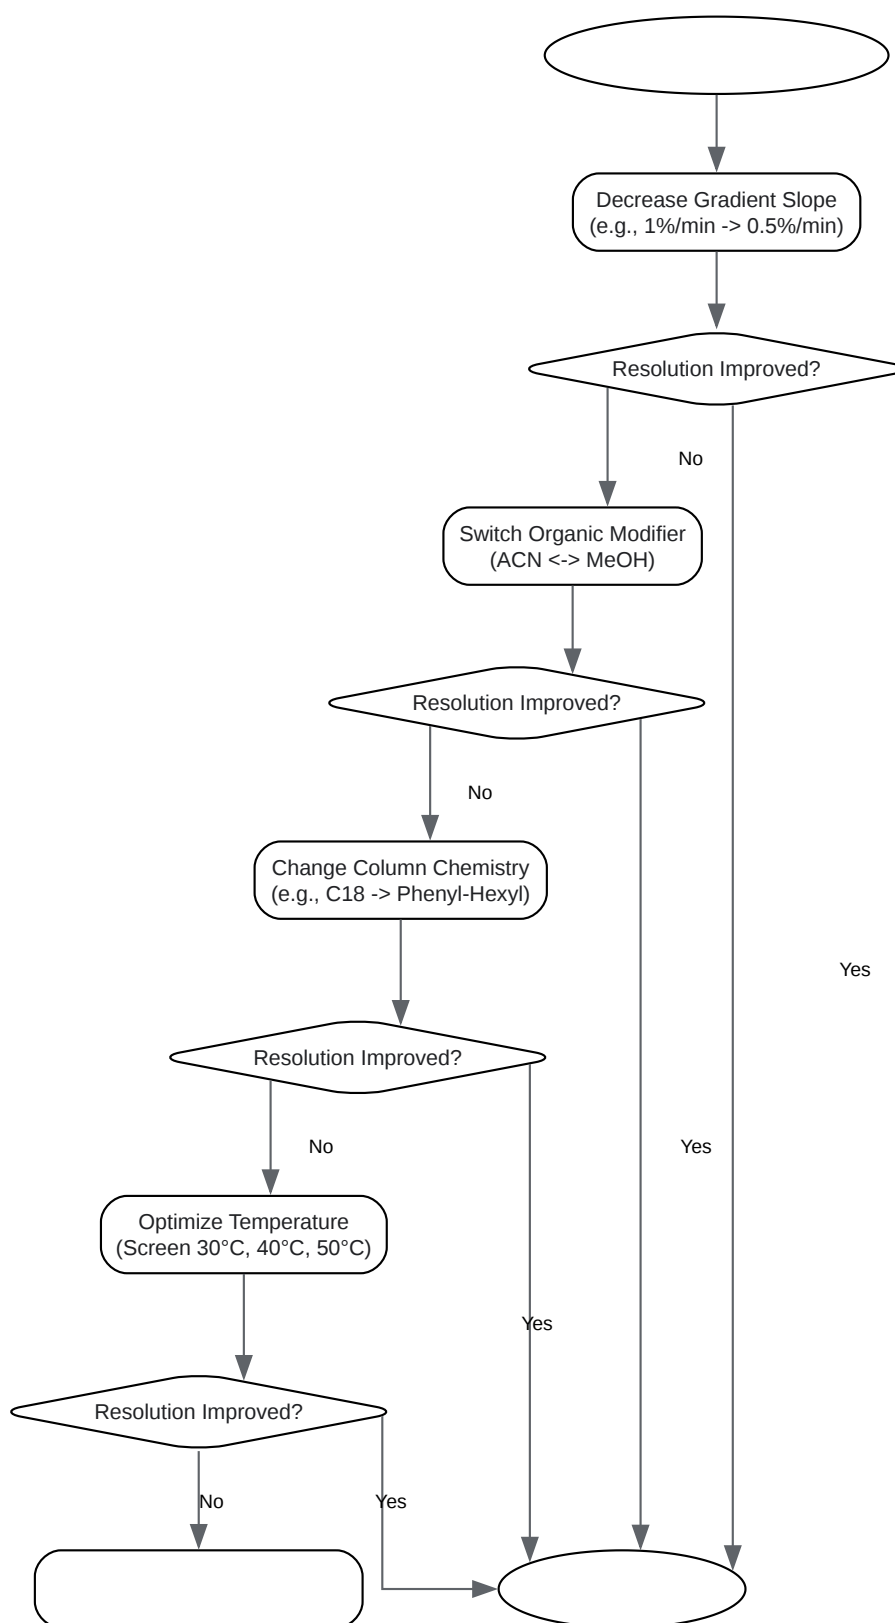 Decrease Gradient Slope
(e.g., 1%/min -> 0.5%/min)
Resolution Improved?
No
Switch Organic Modifier
(ACN <-> MeOH)
Resolution Improved?
No
Change Column Chemistry
(e.g., C18 -> Phenyl-Hexyl)
Yes
Resolution Improved?
No
Yes
Optimize Temperature
(Screen 30°C, 40°C, 50°C)
Yes
Resolution Improved?
No
Yes